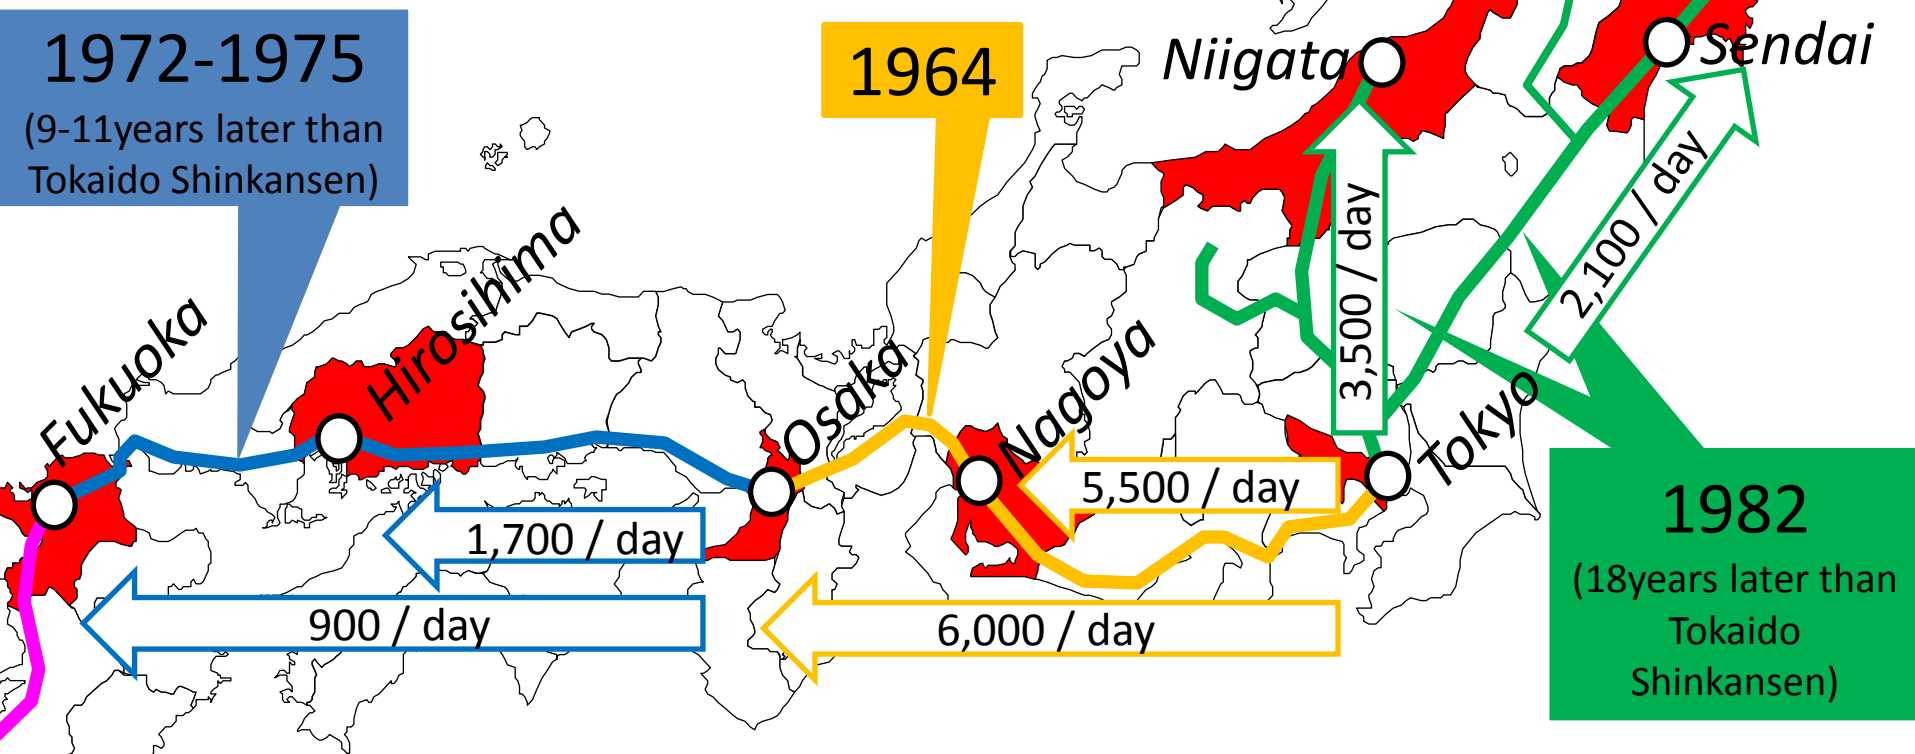 1972-1975
(9-11years later than
Tokaido Shinkansen)
1964
Niigata
Sendai
2,100 / day
3,500 / day
Hirosihima
Fukuoka
Osaka
Nagoya
Tokyo
5,500 / day
1,700 / day
900 / day
6,000 / day
1982
(18years later than
Tokaido
Shinkansen)